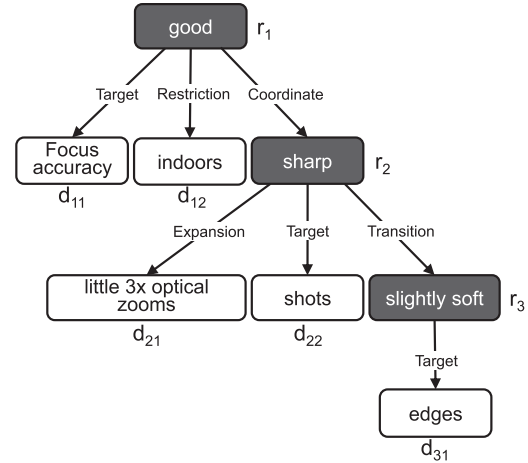 good r1
Target Restriction Coordinate
Focus
accuracy
indoors sharp r2
d11 d12
Expansion Target Transition
little 3x optical
zooms
shots slightly soft r3
d21 d22
Target
edges
d31